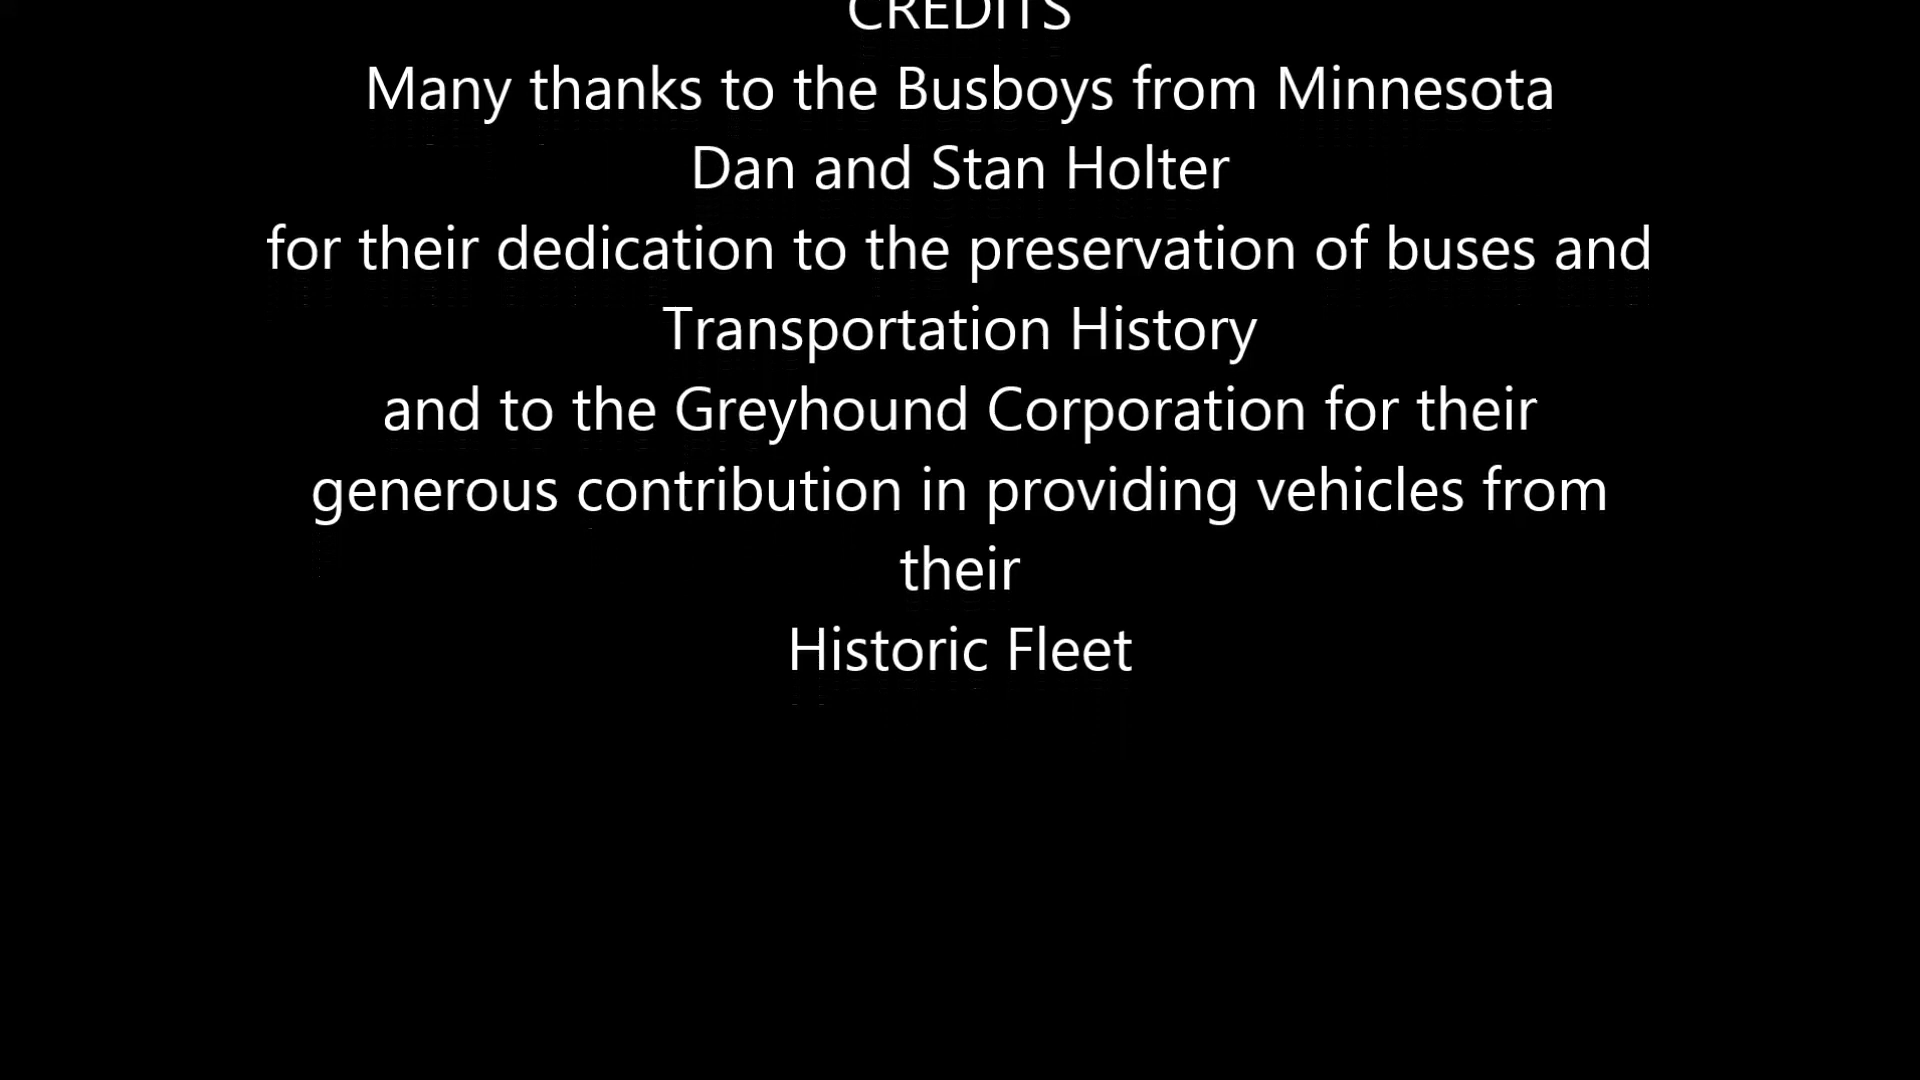 CREDITS
Many thanks to the Busboys from Minnesota
Dan and Stan Holter
for their dedication to the preservation of buses and
Transportation History
and to the Greyhound Corporation for their
generous contribution in providing vehicles from
their
Historic Fleet